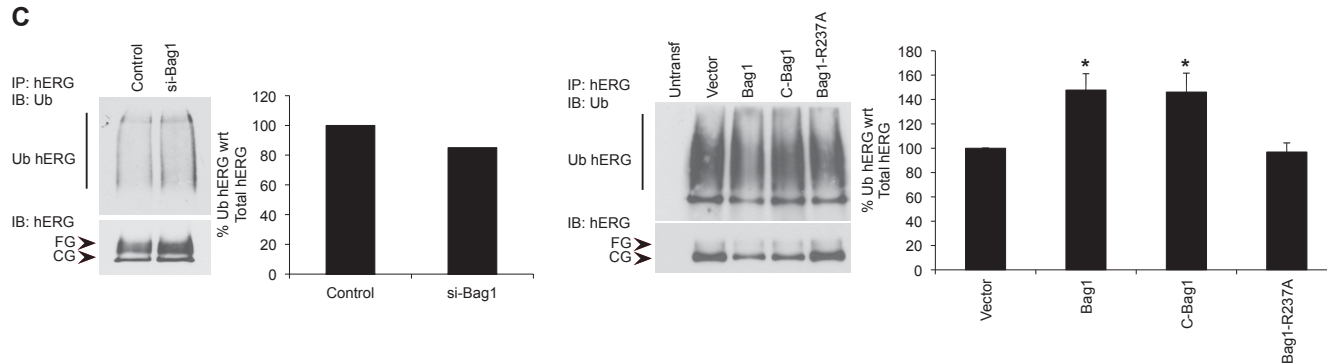 C
Control
si-Bag1
IP: hERG
IB: Ub
Ub hERG
IB: hERG
FG
CG
% Ub hERG wrt
Total hERG
120
100
80
60
40
20
0
Control
si-Bag1
Untransf
Vector
Bag1
C-Bag1
Bag1-R237A
IP: hERG
IB: Ub
Ub hERG
IB: hERG
FG
CG
% Ub hERG wrt
Total hERG
180
160
140
120
100
80
60
40
20
0
*
*
Vector
Bag1
C-Bag1
Bag1-R237A